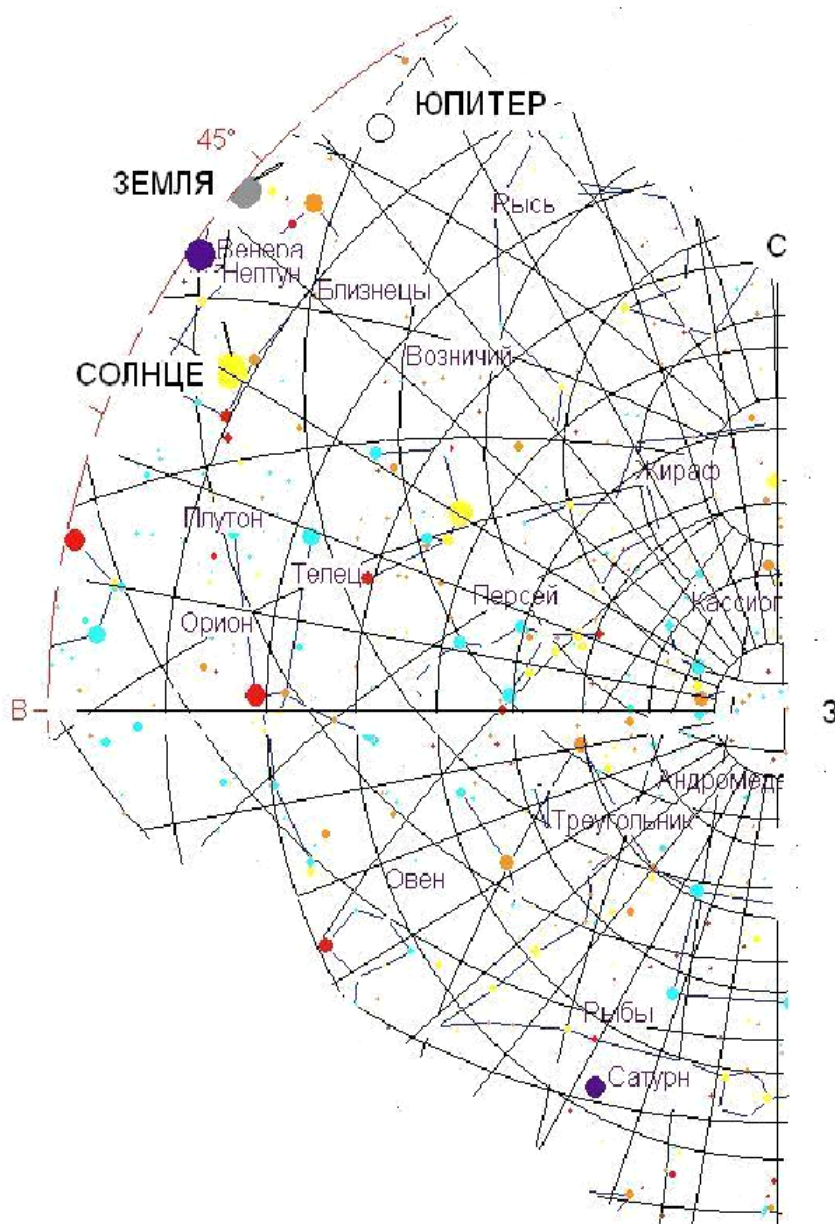 ЮПИТЕР
45°
ЗЕМЛЯ
Рысь
С
Венера
Нептун
Близнецы
Возничий
СОЛНЦЕ
Жираф
Плутон
Телец
Персей
Кассиоп
Орион
В
З
Андромеда
Треугольник
Овен
Рыбы
Сатурн